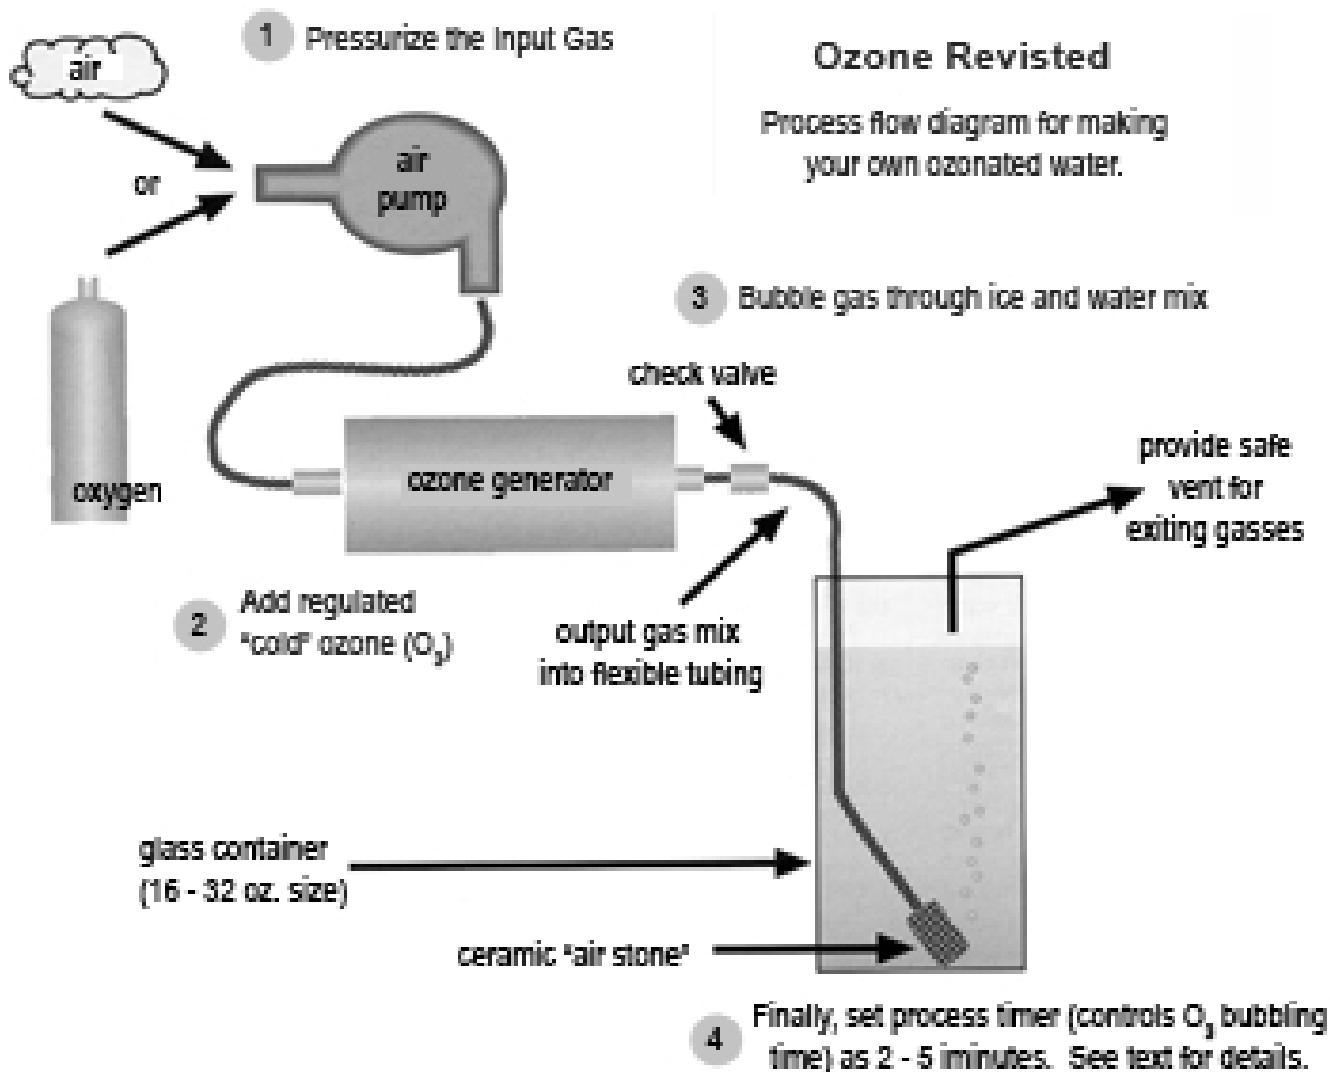 1 Pressurize the Input Gas
Ozone Revisted
Process flow diagram for making
your own ozonated water.
air
or
air
pump
oxygen
3 Bubble gas through ice and water mix
check valve
ozone generator
provide safe
vent for
exiting gasses
2 Add regulated
"cold" ozone (O₃)
output gas mix
into flexible tubing
glass container
(16 - 32 oz. size)
ceramic "air stone"
4 Finally, set process timer (controls O₃ bubbling
time) as 2 - 5 minutes. See text for details.